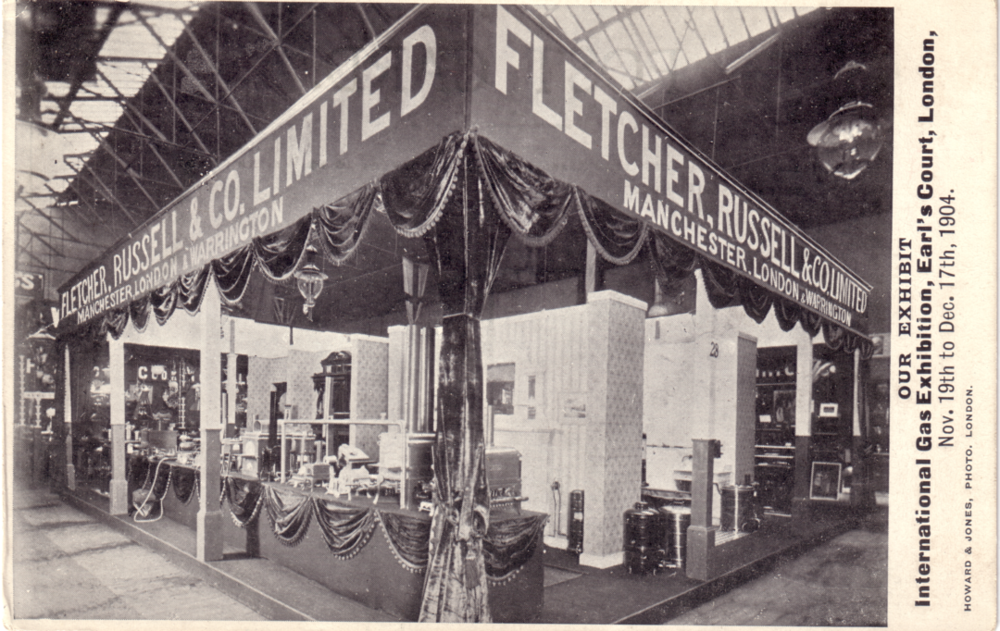 FLETCHER, RUSSELL & CO. LIMITED
MANCHESTER, LONDON & WARRINGTON
FLETCHER, RUSSELL & CO. LIMITED
MANCHESTER, LONDON & WARRINGTON
28
OUR EXHIBIT
International Gas Exhibition, Earl's Court, London,
Nov. 19th to Dec. 17th, 1904.
HOWARD & JONES, PHOTO. LONDON.